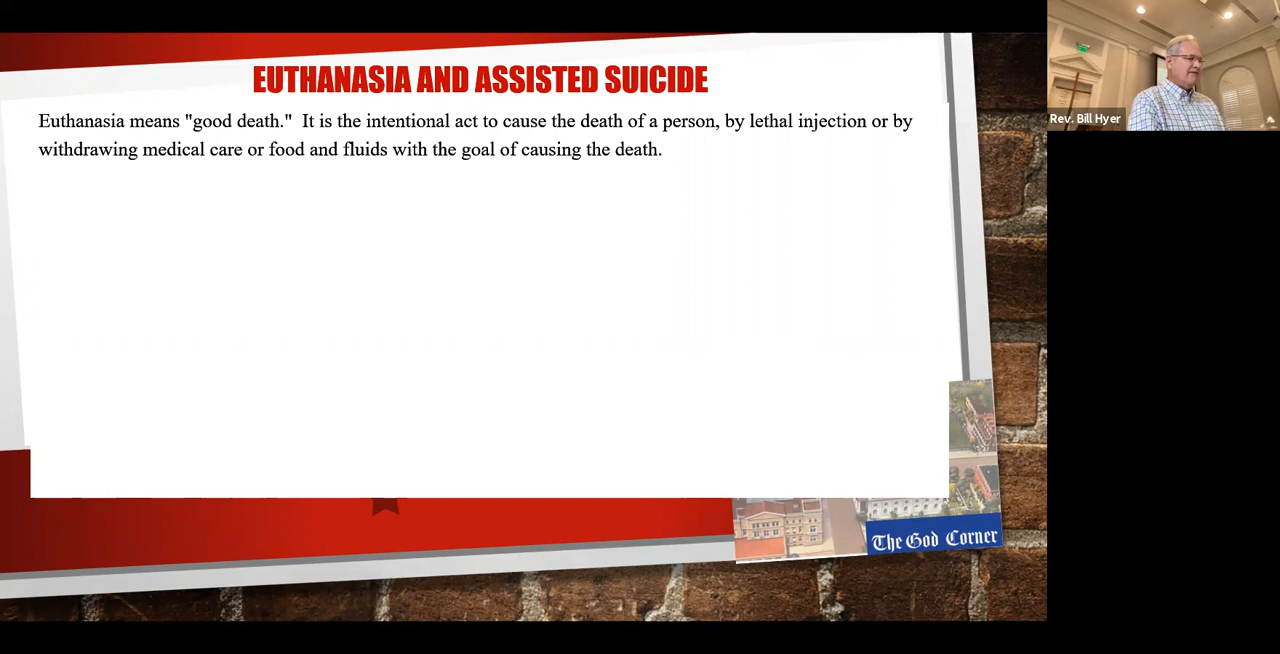 EUTHANASIA AND ASSISTED SUICIDE
Euthanasia means "good death."  It is the intentional act to cause the death of a person, by lethal injection or by
withdrawing medical care or food and fluids with the goal of causing the death.
Rev. Bill Hyer
The God Corner